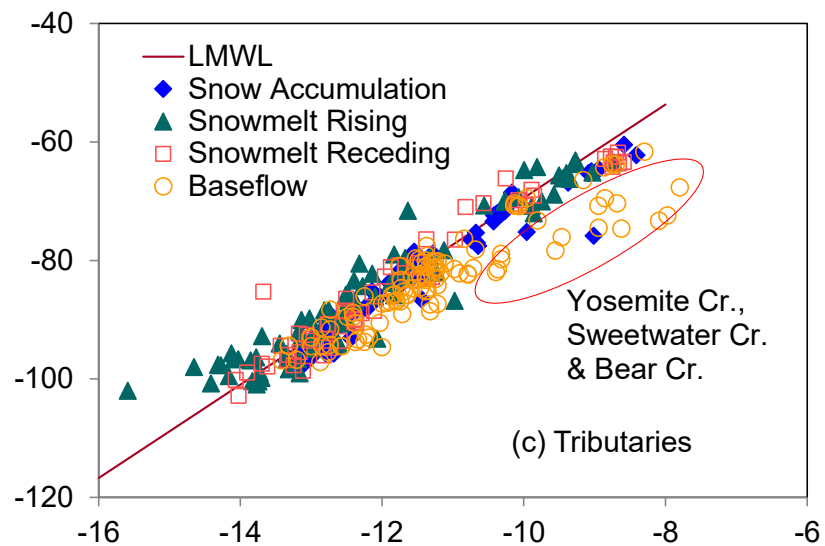 -40
LMWL
Snow Accumulation
Snowmelt Rising
Snowmelt Receding
Baseflow
-60
-80
Yosemite Cr.,
Sweetwater Cr.
& Bear Cr.
-100
(c) Tributaries
-120
-16 -14 -12 -10 -8 -6